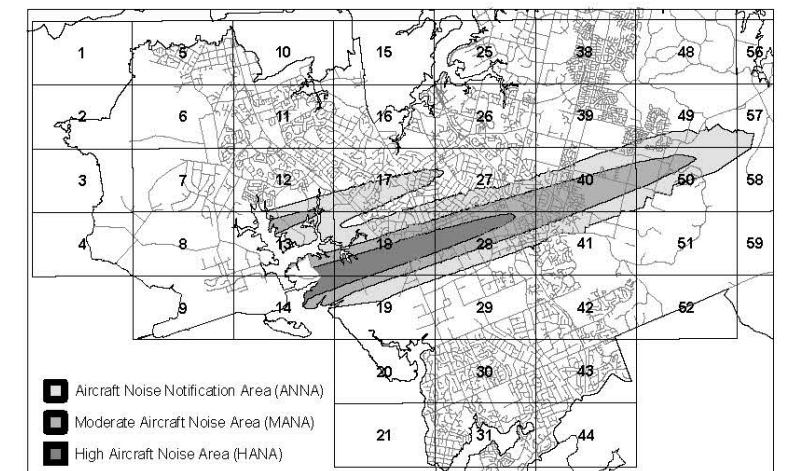 1 5 10 15 25 38 48 56
2 6 11 16 26 39 49 57
3 7 12 17 27 40 50 58
4 8 13 18 28 41 51 59
9 14 19 29 42 52
20 30 43
Aircraft Noise Notification Area (ANNA)
Moderate Aircraft Noise Area (MANA)
21 31 44
High Aircraft Noise Area (HANA)